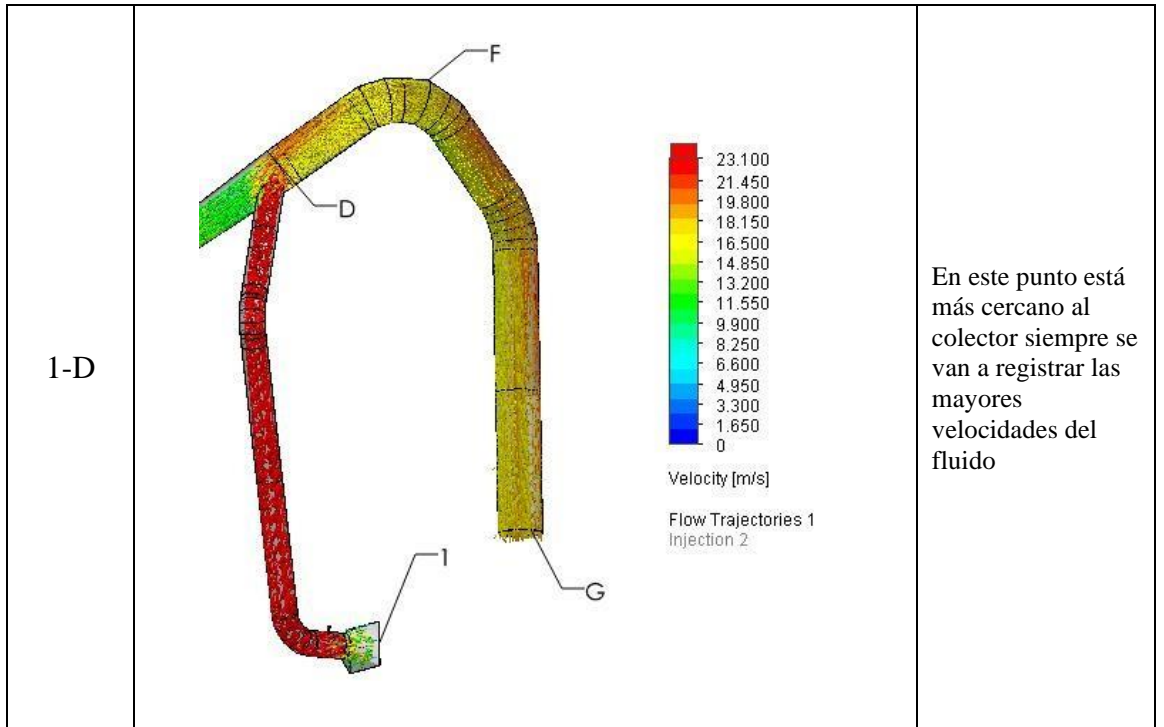 1-D
F
D
1
G
23.100
21.450
19.800
18.150
16.500
14.850
13.200
11.550
9.900
8.250
6.600
4.950
3.300
1.650
0
Velocity [m/s]
Flow Trajectories 1
Injection 2
En este punto está
más cercano al
colector siempre se
van a registrar las
mayores
velocidades del
fluido